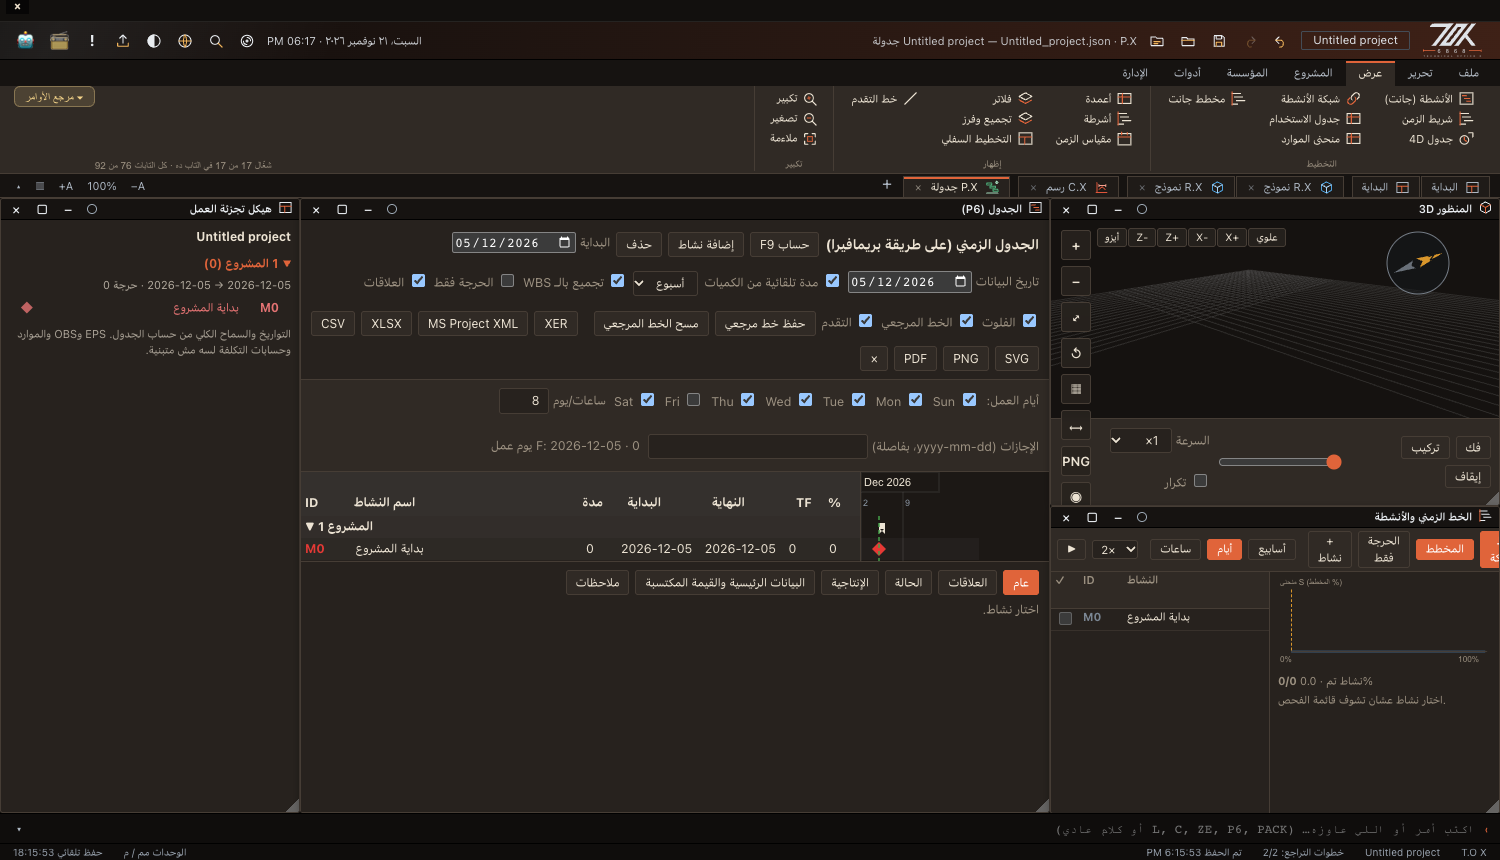 ×
Untitled project
جدولة Untitled project — Untitled_project.json · P.X
السبت، ٢١ نوفمبر ٢٠٢٦ · 06:17 PM
ملف
تحرير
عرض
المشروع
المؤسسة
أدوات
الإدارة
مرجع الأوامر
الأنشطة (جانت)
شبكة الأنشطة
مخطط جانت
شريط الزمن
جدول الاستخدام
جدول 4D
منحنى الموارد
التخطيط
أعمدة
فلاتر
خط التقدم
أشرطة
تجميع وفرز
مقياس الزمن
التخطيط السفلي
إظهار
تكبير
تصغير
ملاءمة
تكبير
شغّال 17 من 17 في التاب ده · كل التابات 76 من 92
البداية
البداية
R.X نموذج ×
R.X نموذج ×
C.X رسم ×
P.X جدولة ×
+
A− 100% A+
المنظور 3D
علوي
أيزو
X+
X-
Z+
Z-
+
−
PNG
فك
تركيب
إيقاف
السرعة
×1
تكرار
الخط الزمني والأنشطة
المخطط
الحرجة فقط
+ نشاط
أسابيع
أيام
ساعات
2×
✓ ID النشاط
M0 بداية المشروع
منحنى S (المخطط %)
0% 100%
0/0 نشاط تم · 0.0%
اختار نشاط عشان تشوف قائمة الفحص.
الجدول (P6)
الجدول الزمني (على طريقة بريمافيرا)
حساب F9
إضافة نشاط
حذف
البداية 05/12/2026
تاريخ البيانات 05/12/2026
مدة تلقائية من الكميات
أسبوع
تجميع بالـ WBS
الحرجة فقط
العلاقات
الفلوت
الخط المرجعي
التقدم
حفظ خط مرجعي
مسح الخط المرجعي
XER
MS Project XML
XLSX
CSV
SVG
PNG
PDF
×
أيام العمل: Sun Mon Tue Wed Thu Fri Sat ساعات/يوم 8
الإجازات (yyyy-mm-dd، بفاصلة)
F: 2026-12-05 · 0 يوم عمل
Dec 2026
2 9
ID اسم النشاط مدة البداية النهاية TF %
▼ المشروع 1
M0 بداية المشروع 0 2026-12-05 2026-12-05 0 0
عام
العلاقات
الحالة
الإنتاجية
البيانات الرئيسية والقيمة المكتسبة
ملاحظات
اختار نشاط.
هيكل تجزئة العمل
Untitled project
▼ 1 المشروع (0)
2026-12-05 → 2026-12-05 · حرجة 0
M0 بداية المشروع
التواريخ والسماح الكلي من حساب الجدول. EPS وOBS والموارد
وحسابات التكلفة لسه مش متبنية.
اكتب أمر أو اللي عاوزه… (L, C, ZE, P6, PACK أو كلام عادي)
T.O X
Untitled project
خطوات التراجع: 2/2
تم الحفظ 6:15:53 PM
الوحدات مم / م
حفظ تلقائي 18:15:53